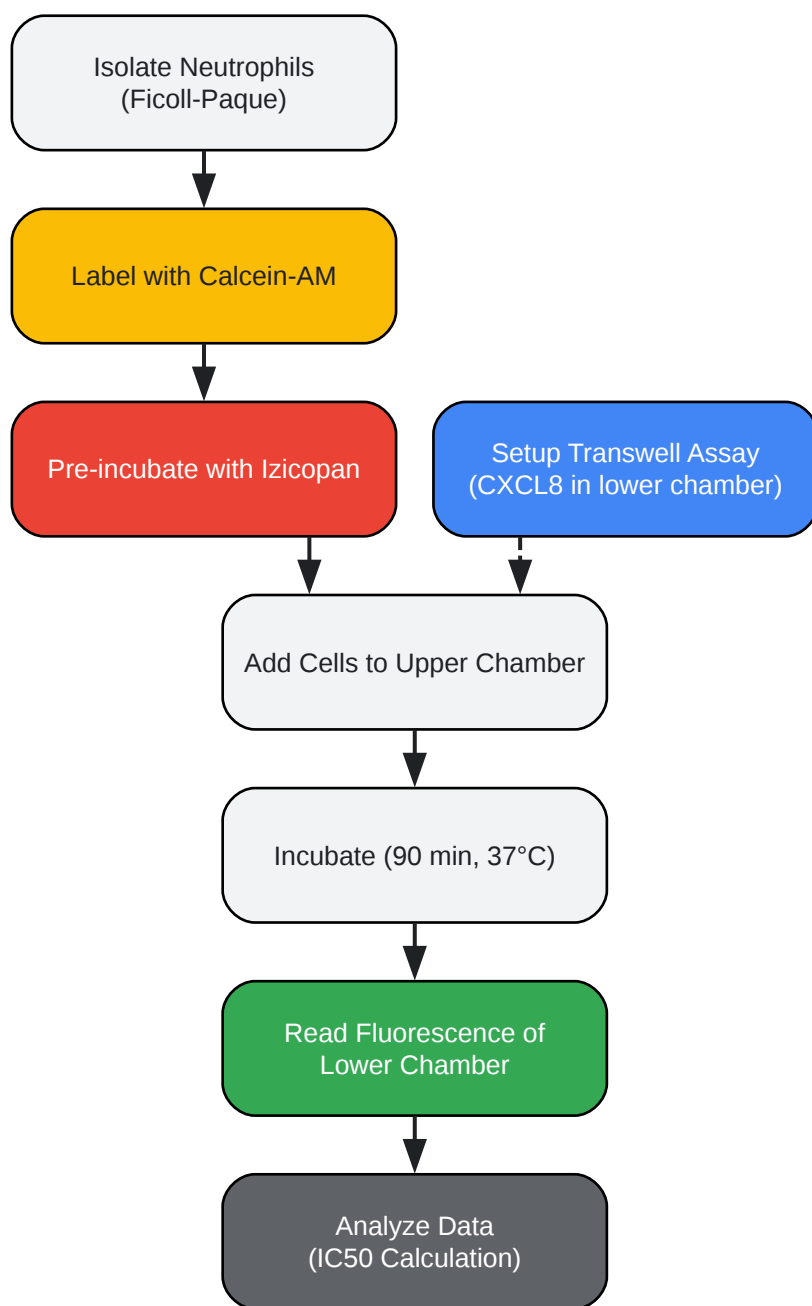 Isolate Neutrophils
(Ficoll-Paque)
Label with Calcein-AM
Pre-incubate with Izicopan
Setup Transwell Assay
(CXCL8 in lower chamber)
Add Cells to Upper Chamber
Incubate (90 min, 37°C)
Read Fluorescence of
Lower Chamber
Analyze Data
(IC50 Calculation)